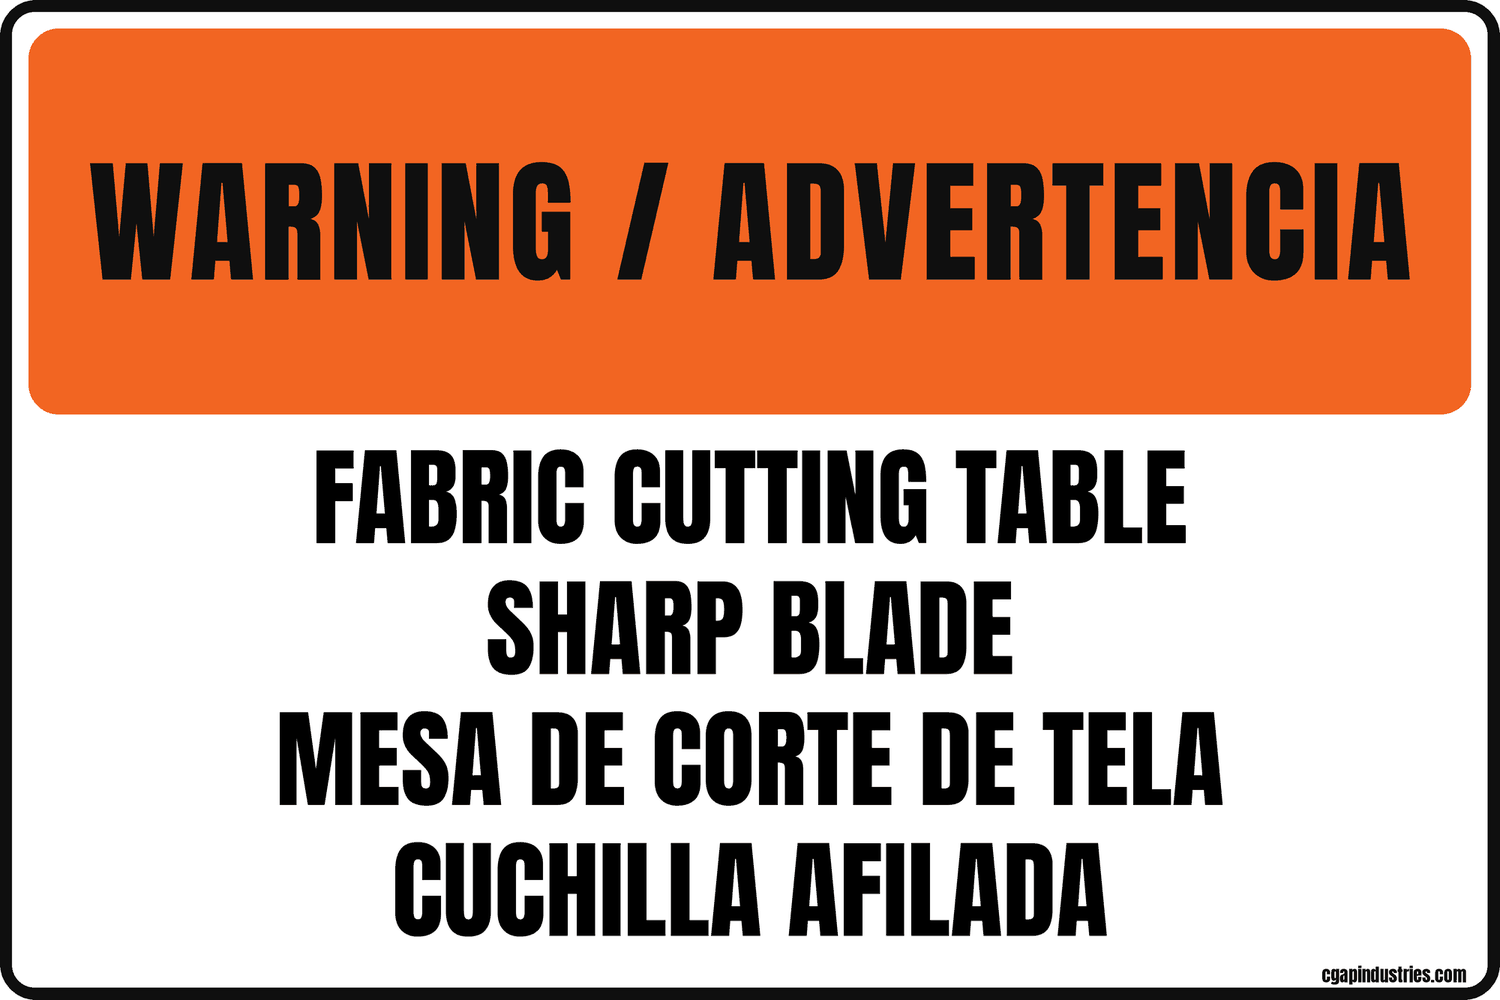 WARNING / ADVERTENCIA
FABRIC CUTTING TABLE
SHARP BLADE
MESA DE CORTE DE TELA
CUCHILLA AFILADA
cgapindustries.com